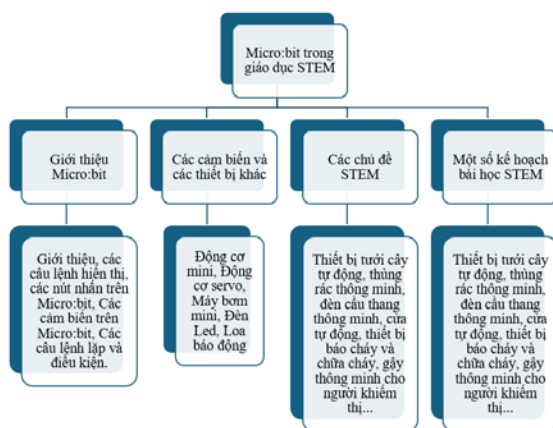 Micro:bit trong
giáo dục STEM
Giới thiệu
Micro:bit
Các cảm biến và
các thiết bị khác
Các chủ đề
STEM
Một số kế hoạch
bài học STEM
Giới thiệu, các
câu lệnh hiển thị,
các nút nhấn trên
Micro:bit, Các
cảm biến trên
Micro:bit, Các
câu lệnh lặp và
điều kiện.
Động cơ
mini, Động
cơ servo,
Máy bơm
mini, Đèn
Led, Loa
báo động
Thiết bị tưới cây
tự động, thùng
rác thông minh,
đèn cầu thang
thông minh, cửa
tự động, thiết bị
báo cháy và
chữa cháy, gậy
thông minh cho
người khiếm
thị...
Thiết bị tưới cây
tự động, thùng
rác thông minh,
đèn cầu thang
thông minh, cửa
tự động, thiết bị
báo cháy và
chữa cháy, gậy
thông minh cho
người khiếm
thị...